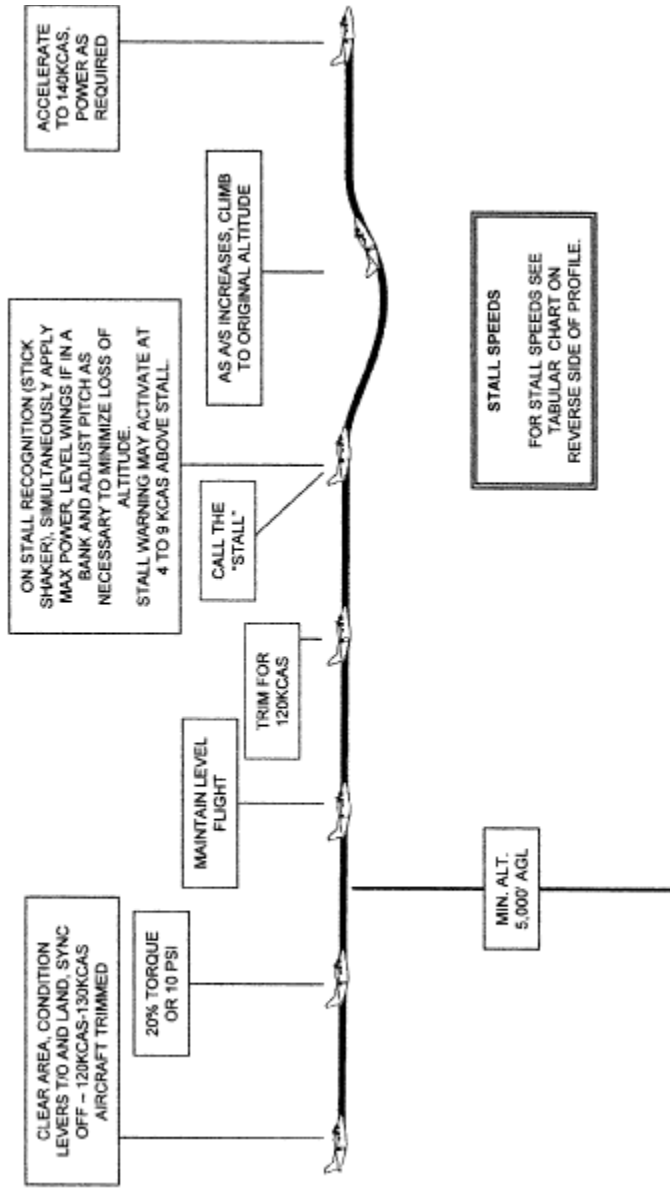 CLEAR AREA, CONDITION
LEVERS T/O AND LAND, SYNC
OFF – 120KCAS-130KCAS
AIRCRAFT TRIMMED
20% TORQUE
OR 10 PSI
MAINTAIN LEVEL
FLIGHT
TRIM FOR
120KCAS
ON STALL RECOGNITION (STICK
SHAKER), SIMULTANEOUSLY APPLY
MAX POWER, LEVEL WINGS IF IN A
BANK AND ADJUST PITCH AS
NECESSARY TO MINIMIZE LOSS OF
ALTITUDE.
STALL WARNING MAY ACTIVATE AT
4 TO 9 KCAS ABOVE STALL.
CALL THE
"STALL"
AS A/S INCREASES, CLIMB
TO ORIGINAL ALTITUDE
ACCELERATE
TO 140KCAS,
POWER AS
REQUIRED
MIN. ALT.
5,000' AGL
STALL SPEEDS
FOR STALL SPEEDS SEE
TABULAR CHART ON
REVERSE SIDE OF PROFILE.